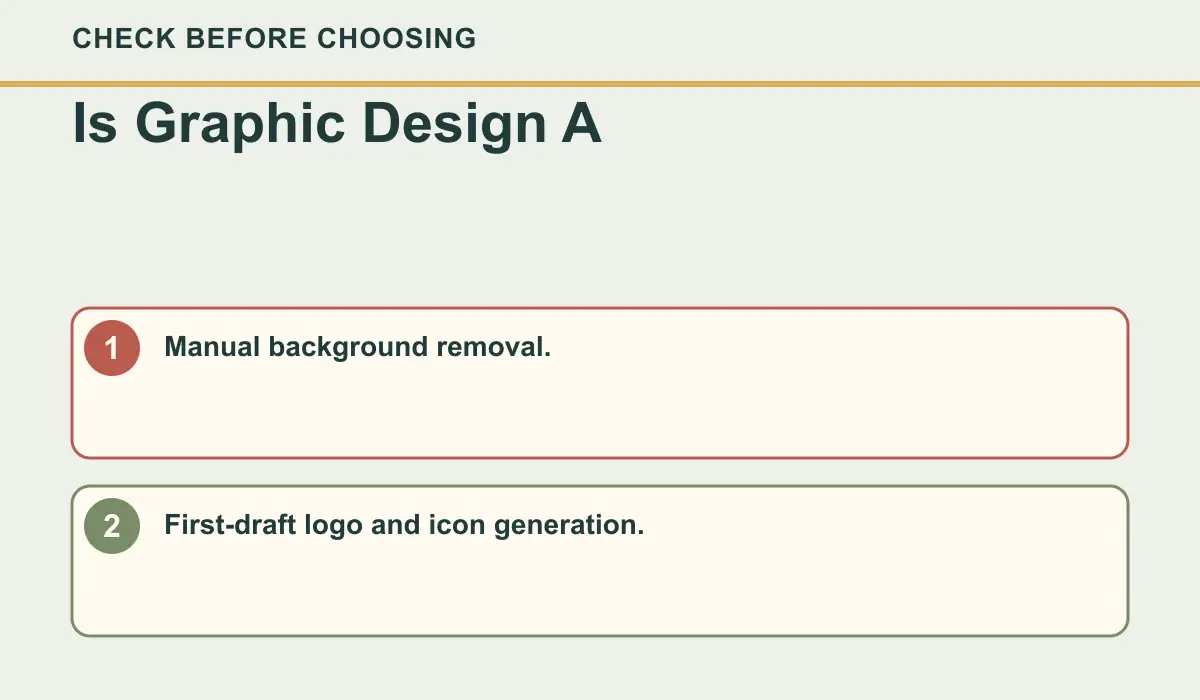 CHECK BEFORE CHOOSING
Is Graphic Design A
1 Manual background removal.
2 First-draft logo and icon generation.